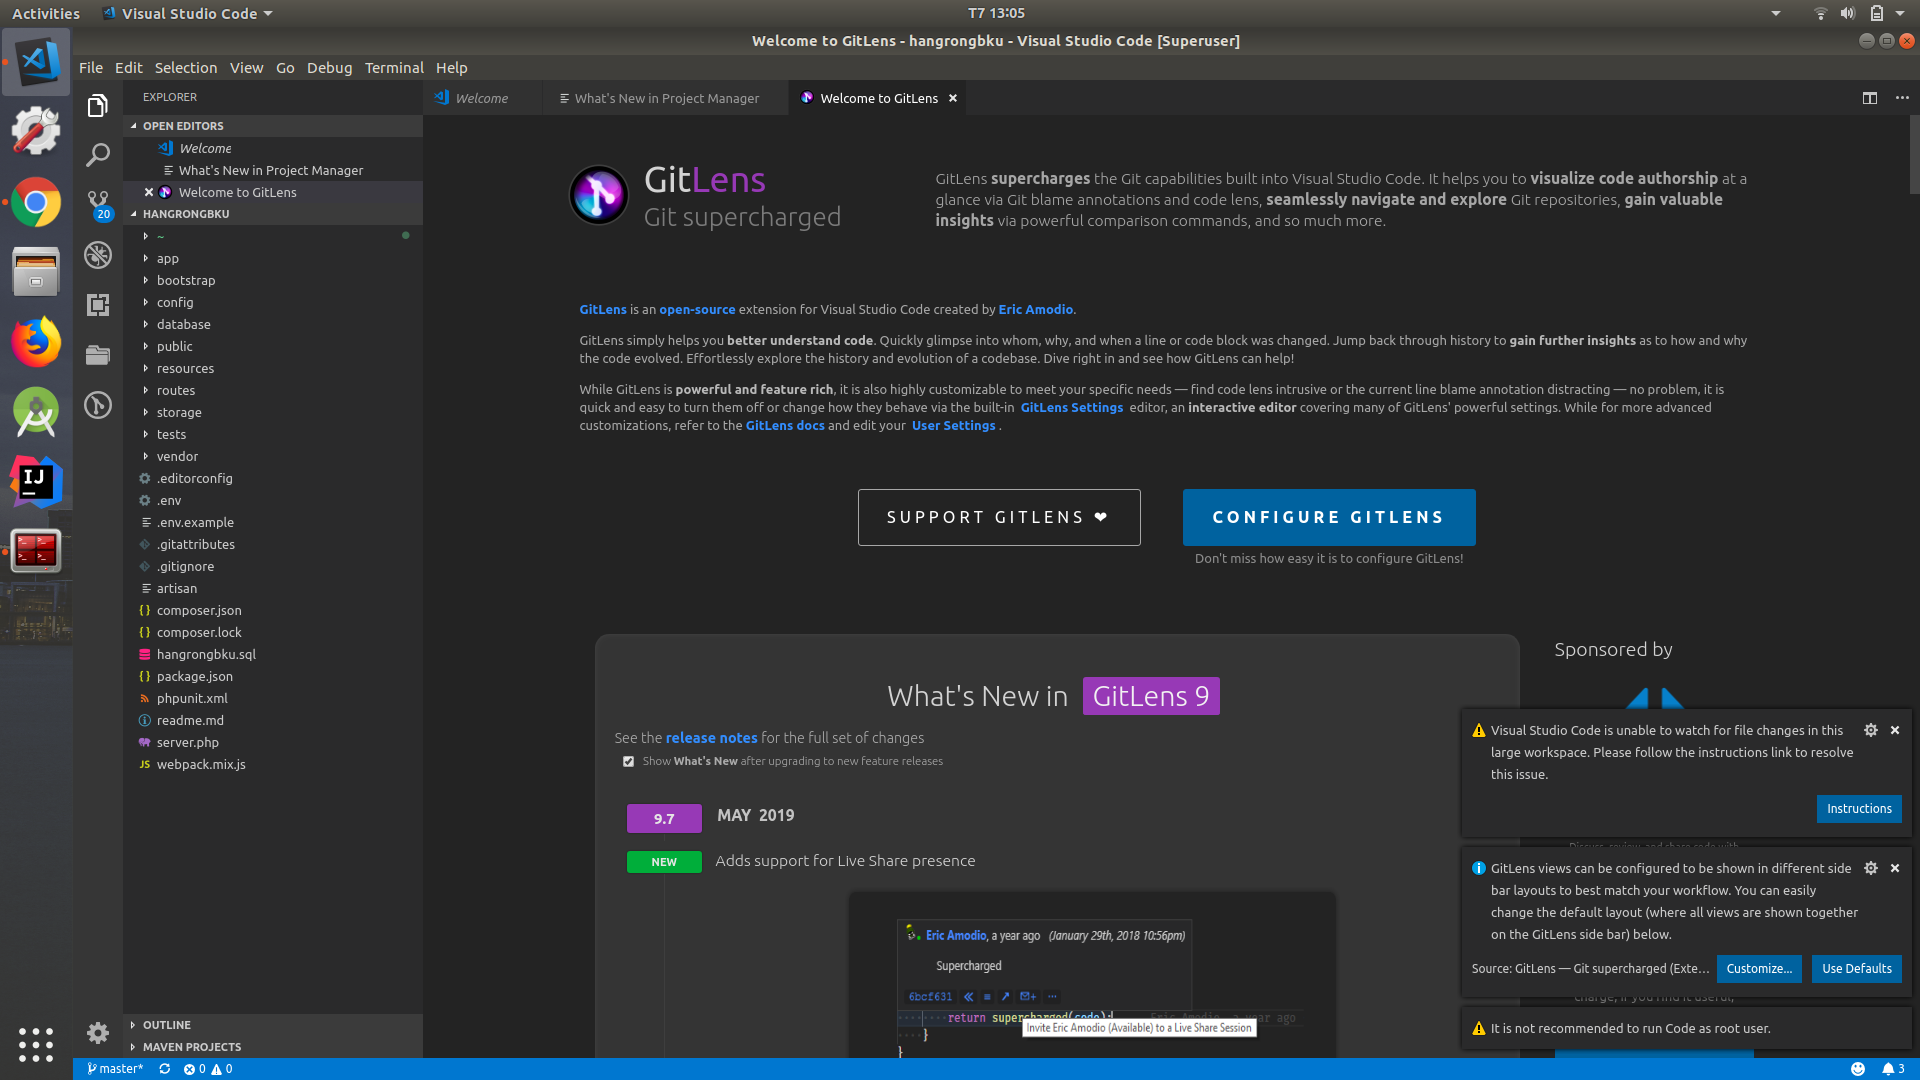 Activities
Visual Studio Code
T7 13:05
Welcome to GitLens - hangrongbku - Visual Studio Code [Superuser]
File Edit Selection View Go Debug Terminal Help
EXPLORER
Welcome
What's New in Project Manager
Welcome to GitLens
OPEN EDITORS
Welcome
What's New in Project Manager
Welcome to GitLens
20
HANGRONGBKU
~
app
bootstrap
config
database
public
resources
routes
storage
tests
vendor
.editorconfig
.env
.env.example
.gitattributes
.gitignore
artisan
composer.json
composer.lock
hangrongbku.sql
package.json
phpunit.xml
readme.md
server.php
JS webpack.mix.js
OUTLINE
MAVEN PROJECTS
IJ
GitLens
Git supercharged
GitLens supercharges the Git capabilities built into Visual Studio Code. It helps you to visualize code authorship at a
glance via Git blame annotations and code lens, seamlessly navigate and explore Git repositories, gain valuable
insights via powerful comparison commands, and so much more.
GitLens is an open-source extension for Visual Studio Code created by Eric Amodio.
GitLens simply helps you better understand code. Quickly glimpse into whom, why, and when a line or code block was changed. Jump back through history to gain further insights as to how and why
the code evolved. Effortlessly explore the history and evolution of a codebase. Dive right in and see how GitLens can help!
While GitLens is powerful and feature rich, it is also highly customizable to meet your specific needs — find code lens intrusive or the current line blame annotation distracting — no problem, it is
quick and easy to turn them off or change how they behave via the built-in GitLens Settings editor, an interactive editor covering many of GitLens' powerful settings. While for more advanced
customizations, refer to the GitLens docs and edit your User Settings .
SUPPORT GITLENS ❤
CONFIGURE GITLENS
Don't miss how easy it is to configure GitLens!
What's New in GitLens 9
See the release notes for the full set of changes
Show What's New after upgrading to new feature releases
9.7 MAY 2019
NEW Adds support for Live Share presence
Eric Amodio, a year ago (January 29th, 2018 10:56pm)
Supercharged
6bcf631
return supercharged(code);
Eric Amodio, a year ago
Invite Eric Amodio (Available) to a Live Share Session
}
}
Sponsored by
Visual Studio Code is unable to watch for file changes in this
large workspace. Please follow the instructions link to resolve
this issue.
Instructions
GitLens views can be configured to be shown in different side
bar layouts to best match your workflow. You can easily
change the default layout (where all views are shown together
on the GitLens side bar) below.
Source: GitLens — Git supercharged (Exte...
Customize...
Use Defaults
charge, if you find it useful,
It is not recommended to run Code as root user.
master*
0
0
3